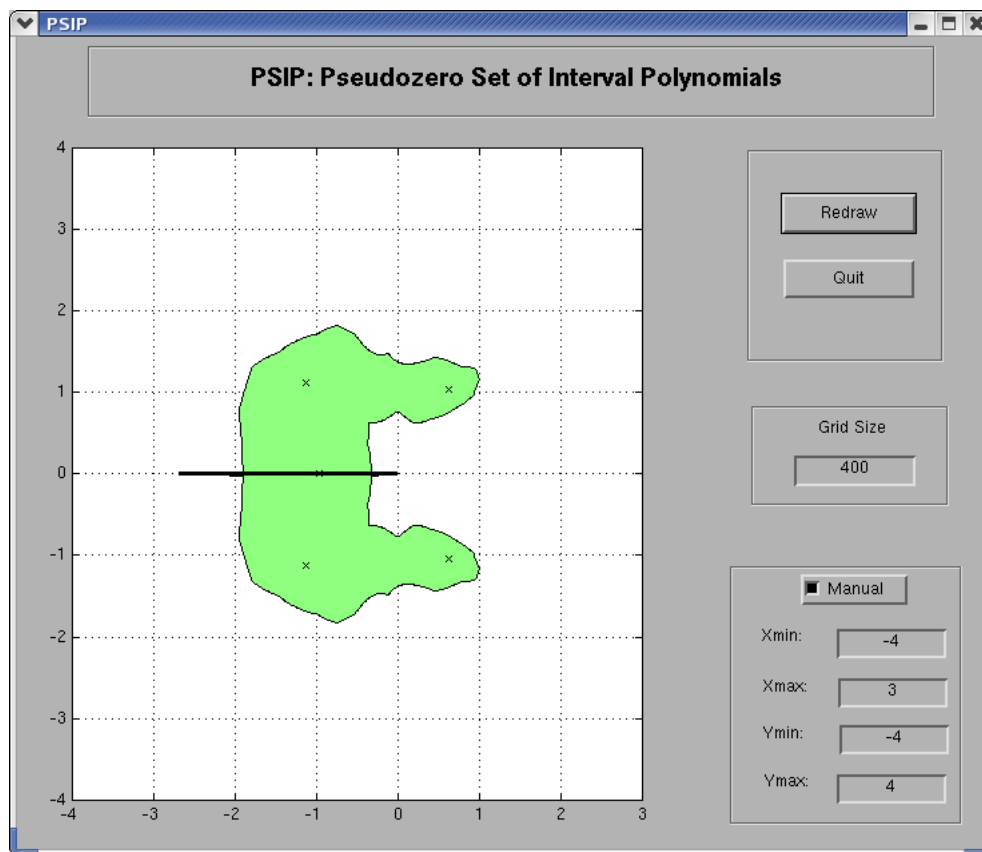 PSIP
PSIP: Pseudozero Set of Interval Polynomials
4
3
2
1
0
-1
-2
-3
-4
-4
-3
-2
-1
0
1
2
3
Redraw
Quit
Grid Size
400
Manual
Xmin:
-4
Xmax:
3
Ymin:
-4
Ymax:
4